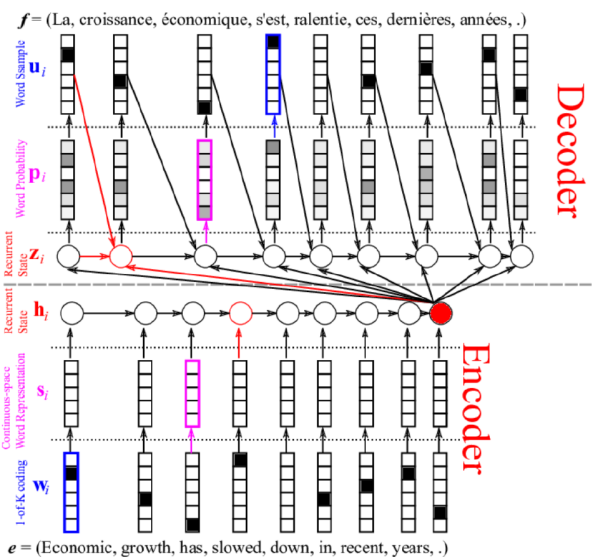 f = (La, croissance, économique, s'est, ralentie, ces, dernières, années, .)
Word Ssample
u_i
Word Probability
p_i
Decoder
Recurrent
State
z_i
Recurrent
State
h_i
Continuous-space
Word Representation
s_i
Encoder
1-of-K coding
w_i
e = (Economic, growth, has, slowed, down, in, recent, years, .)